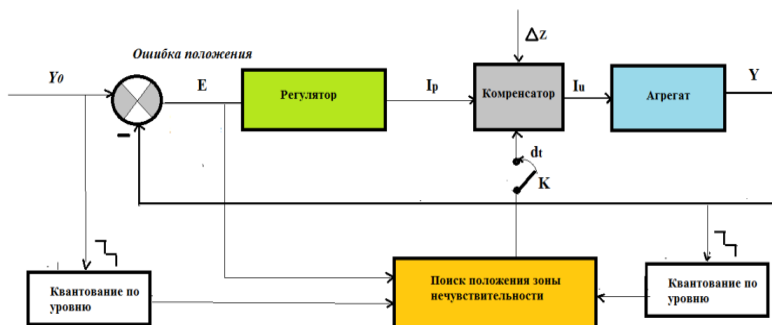 Ошибка положения
ΔZ
Y0
E
Регулятор
Ip
Компренсатор
Iu
Агрегат
Y
dt
K
Квантование по
уровню
Поиск положения зоны
нечувствительности
Квантование по
уровню